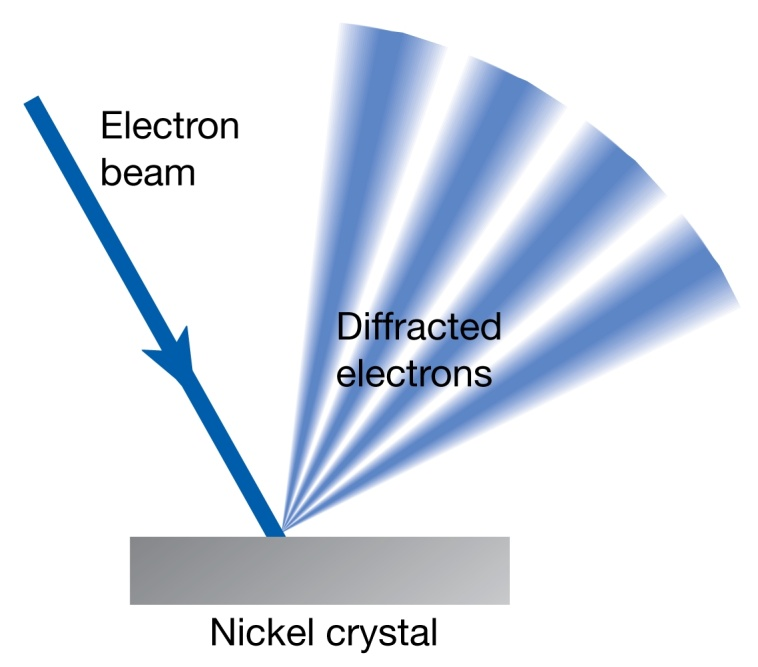 Electron
beam
Diffracted
electrons
Nickel crystal